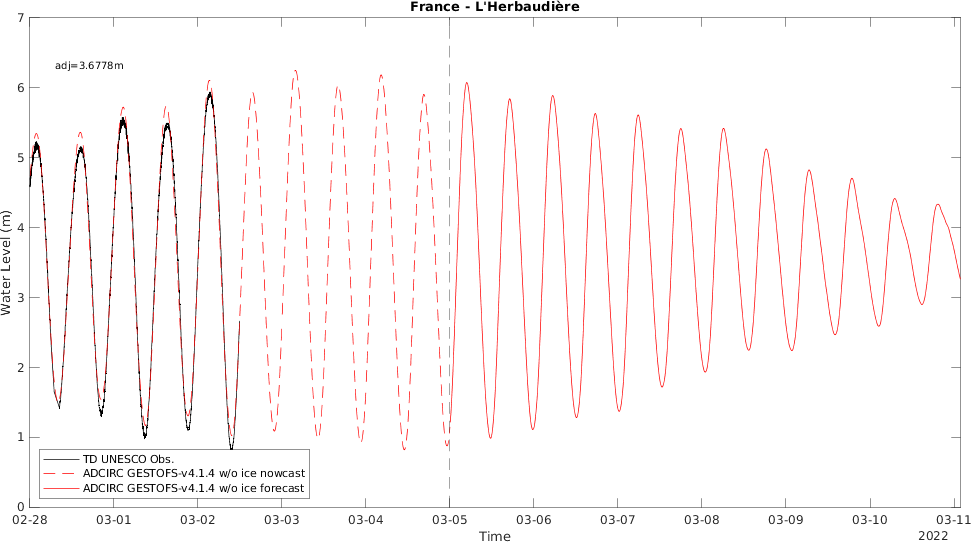 France - L'Herbaudière
7
6
5
4
3
2
1
0
Water Level (m)
adj=3.6778m
TD UNESCO Obs.
ADCIRC GESTOFS-v4.1.4 w/o ice nowcast
ADCIRC GESTOFS-v4.1.4 w/o ice forecast
02-28 03-01 03-02 03-03 03-04 03-05 03-06 03-07 03-08 03-09 03-10 03-11
Time
2022